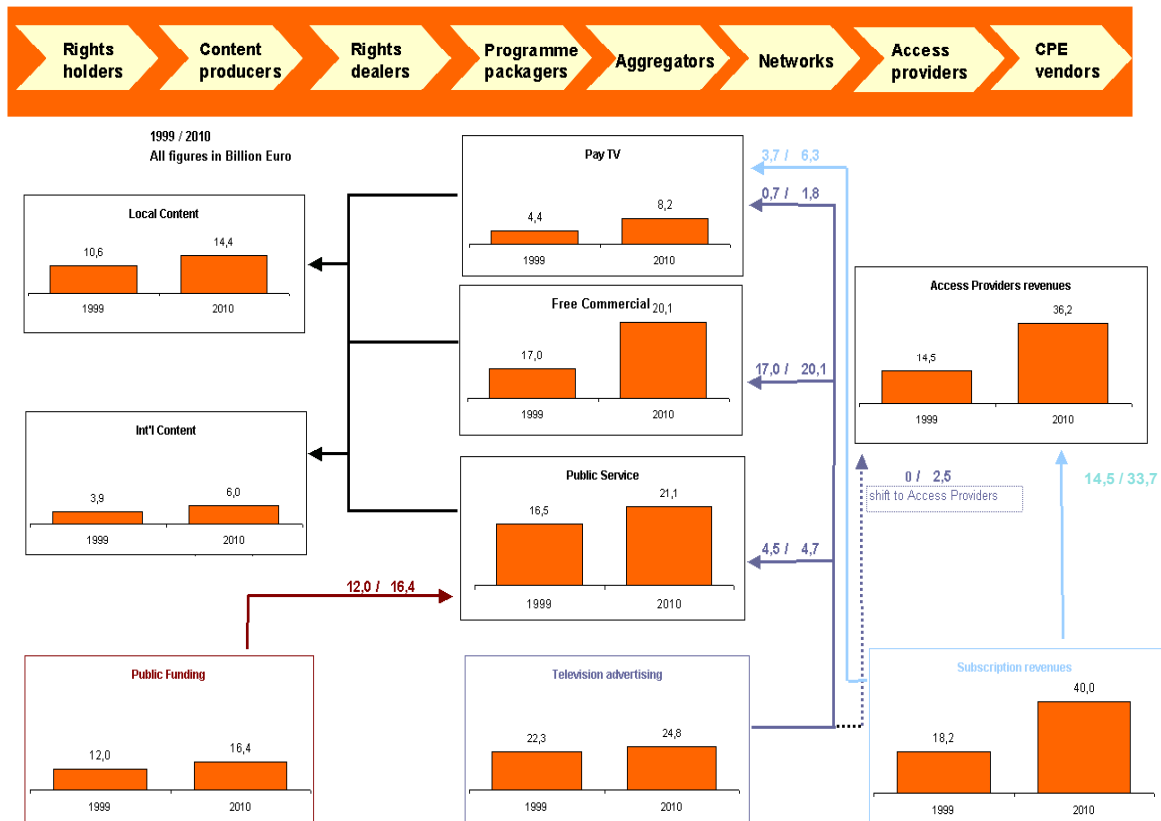 Rights holders
Content producers
Rights dealers
Programme packagers
Aggregators
Networks
Access providers
CPE vendors
1999 / 2010
All figures in Billion Euro
Pay TV
4,4
8,2
1999
2010
3,7 / 6,3
0,7 / 1,8
Local Content
10,6
14,4
1999
2010
Free Commercial
17,0
20,1
1999
2010
17,0 / 20,1
Access Providers revenues
14,5
36,2
1999
2010
Int'l Content
3,9
6,0
1999
2010
Public Service
16,5
21,1
1999
2010
4,5 / 4,7
0 / 2,5
shift to Access Providers
14,5 / 33,7
12,0 / 16,4
Public Funding
12,0
16,4
1999
2010
Television advertising
22,3
24,8
1999
2010
Subscription revenues
18,2
40,0
1999
2010